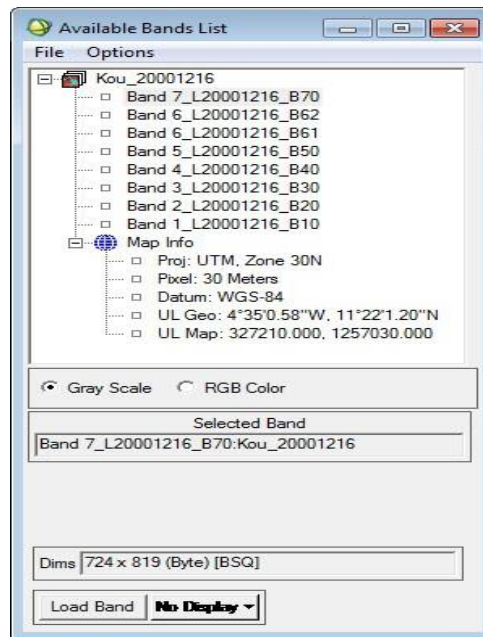 Available Bands List
File Options
Kou_20001216
Band 7_L20001216_B70
Band 6_L20001216_B62
Band 6_L20001216_B61
Band 5_L20001216_B50
Band 4_L20001216_B40
Band 3_L20001216_B30
Band 2_L20001216_B20
Band 1_L20001216_B10
Map Info
Proj: UTM, Zone 30N
Pixel: 30 Meters
Datum: WGS-84
UL Geo: 4°35'0.58"W, 11°22'1.20"N
UL Map: 327210.000, 1257030.000
Gray Scale RGB Color
Selected Band
Band 7_L20001216_B70:Kou_20001216
Dims 724 x 819 (Byte) [BSQ]
Load Band No Display